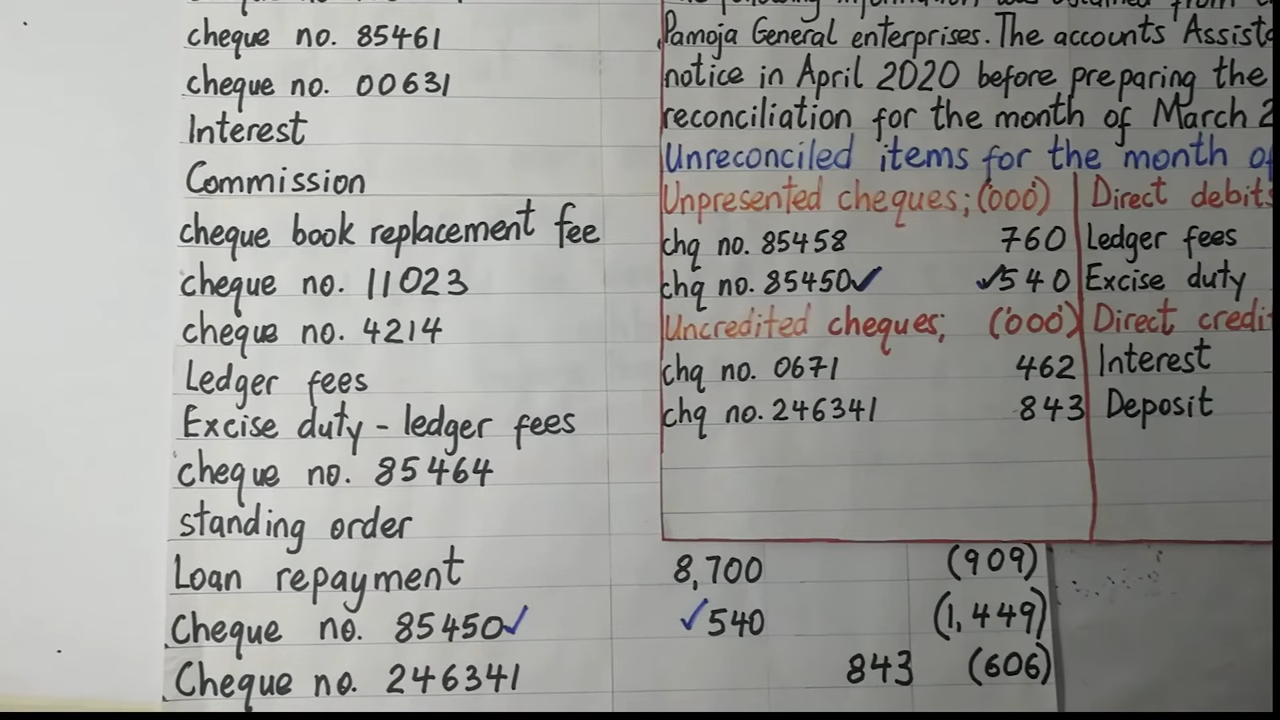 cheque no. 85461
cheque no. 00631
Interest
Commission
cheque book replacement fee
cheque no. 11023
cheque no. 4214
Ledger fees
Excise duty - ledger fees
cheque no. 85464
standing order
Loan repayment 8,700 (909)
Cheque no. 85450✓ ✓540 (1,449)
Cheque no. 246341 843 (606)
Pamoja General enterprises. The accounts
notice in April 2020 before preparing the
reconciliation for the month of March
Unreconciled items for the month of
Unpresented cheques; (000) Direct debits
chq no. 85458 760 Ledger fees
chq no. 85450✓ ✓540 Excise duty
Uncredited cheques; (000) Direct
chq no. 0671 462 Interest
chq no. 246341 843 Deposit